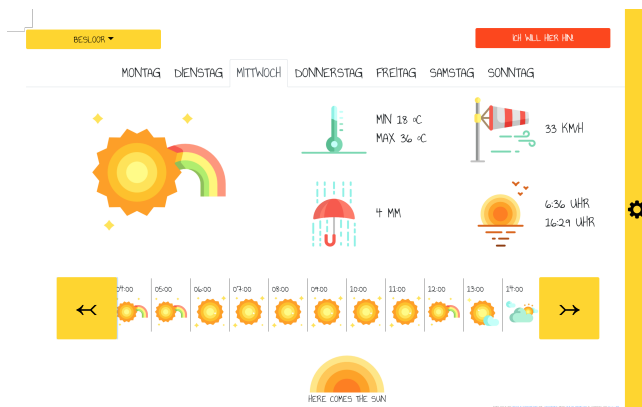 BESLOOR
ICH WILL HIER HIN!
MONTAG DIENSTAG MITTWOCH DONNERSTAG FREITAG SAMSTAG SONNTAG
MIN 18 °C
MAX 36 °C
33 KM/H
4 MM
6:36 UHR
16:29 UHR
04:00 05:00 06:00 07:00 08:00 09:00 10:00 11:00 12:00 13:00 14:00
HERE COMES THE SUN